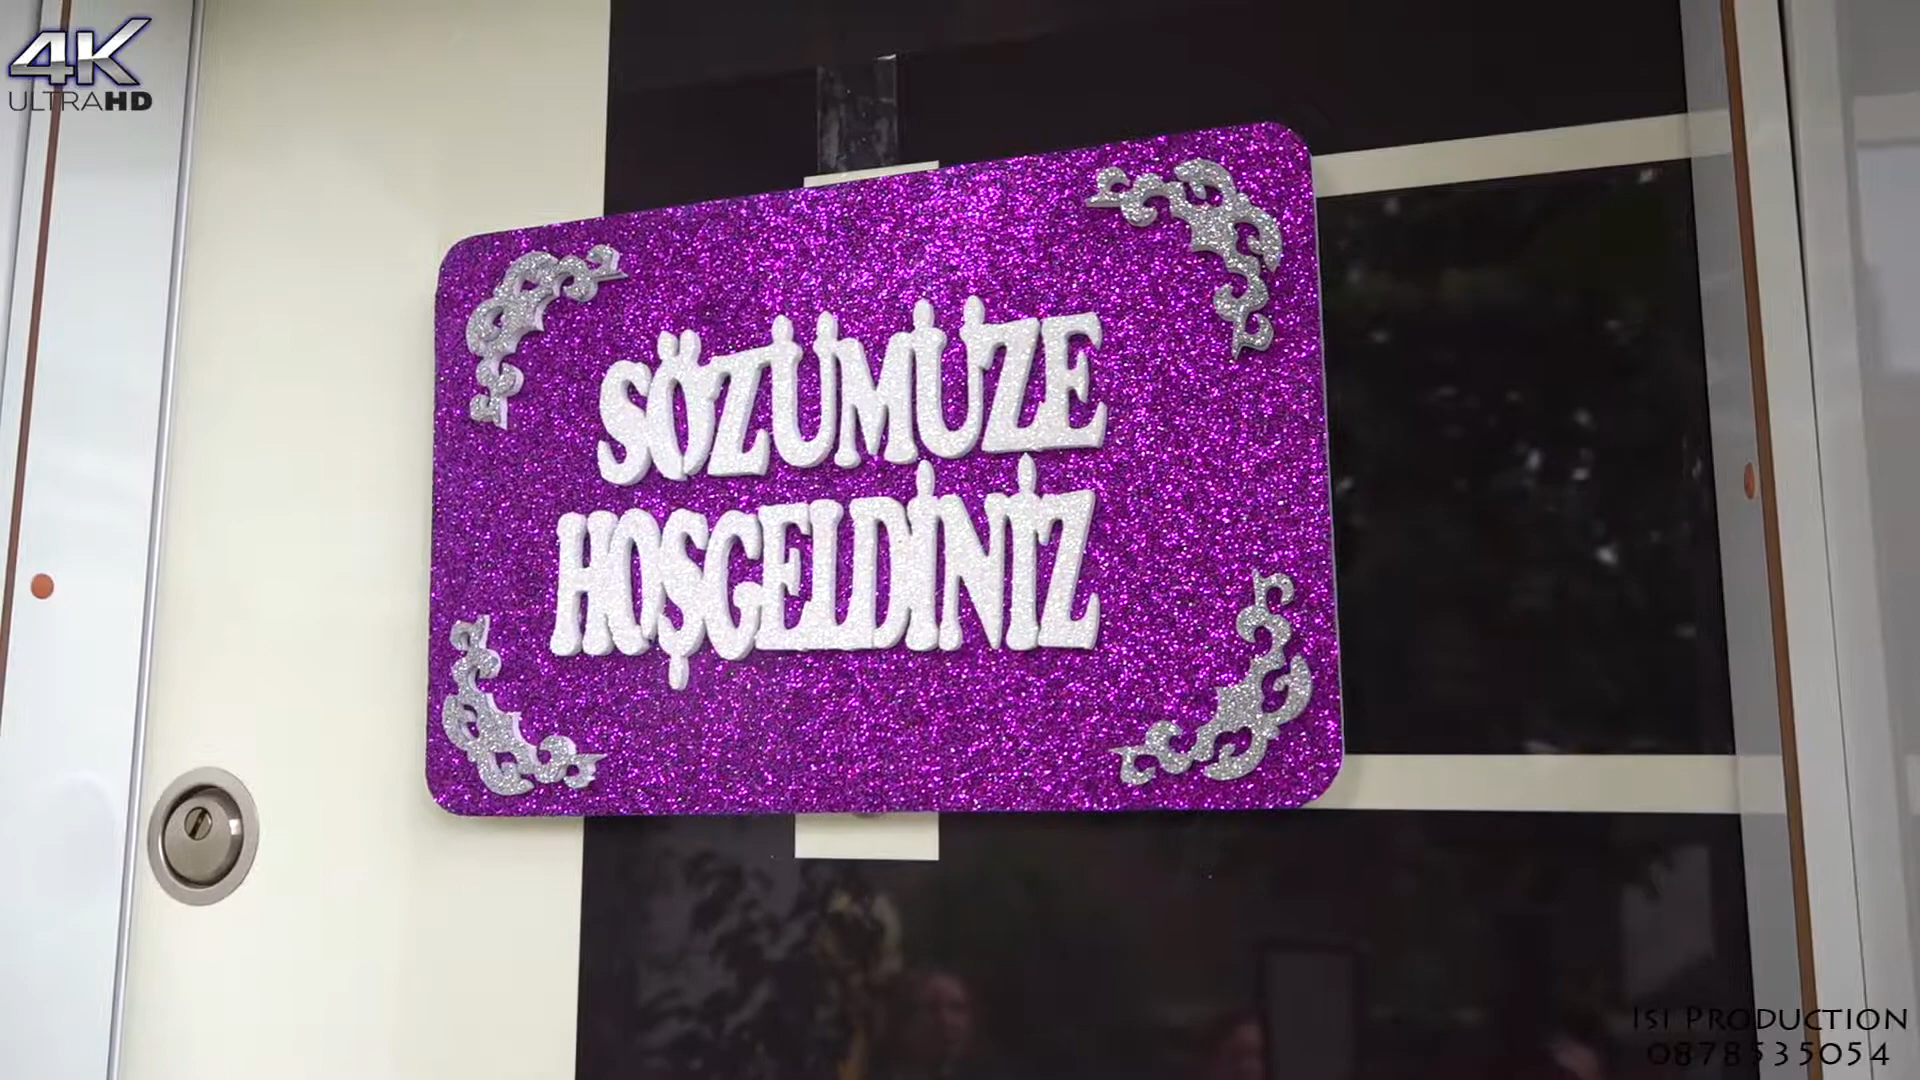 4K
ULTRAHD
SÖZÜMÜZE
HOŞGELDİNİZ
ISI PRODUCTION
0878535054